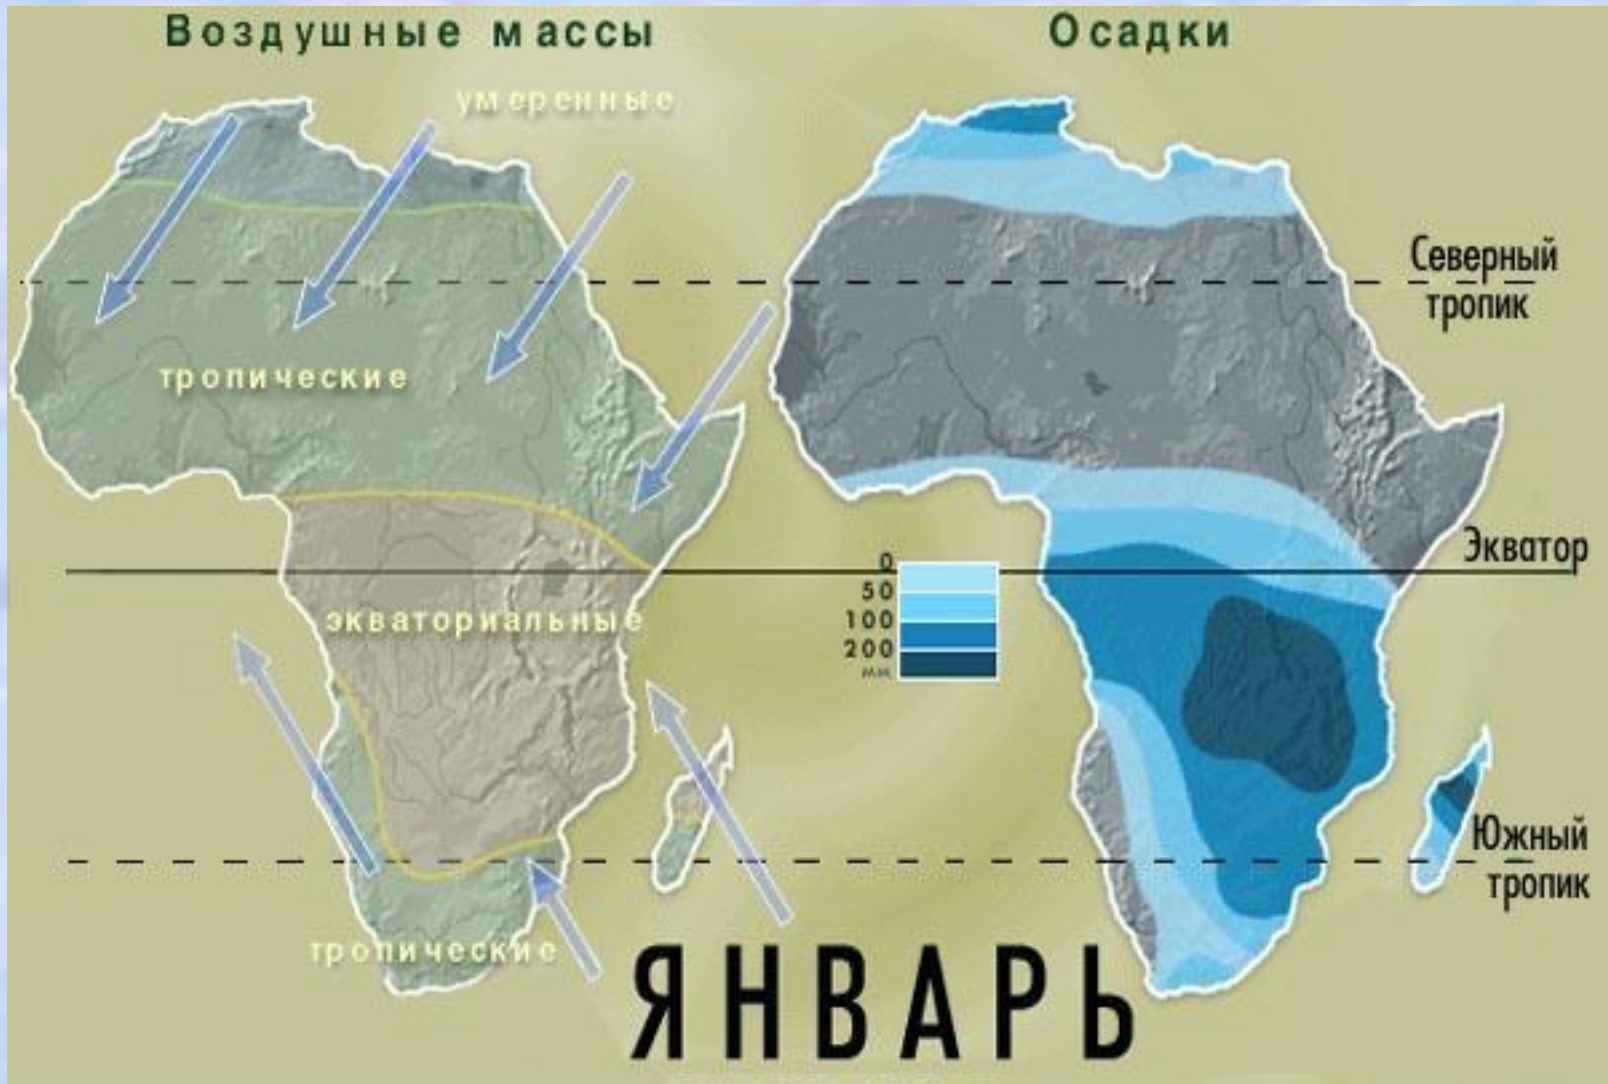 Воздушные массы
Осадки
умеренные
Северный
тропик
тропические
Экватор
0
50
100
200
мм
экваториальные
Южный
тропик
тропические
ЯНВАРЬ